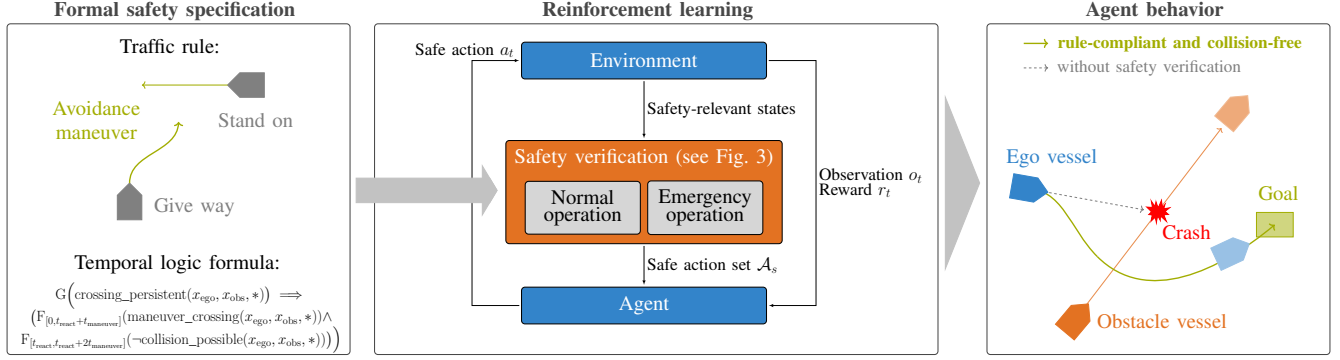 Formal safety specification
Traffic rule:
Avoidance
maneuver
Stand on
Give way
Temporal logic formula:
G(crossing_persistent(x_ego, x_obs, ∗)) ⟹
(F_[0,t_react+t_maneuver](maneuver_crossing(x_ego, x_obs, ∗))∧
F_[t_react,t_react+2t_maneuver](¬collision_possible(x_ego, x_obs, ∗))))
Reinforcement learning
Safe action a_t
Environment
Safety-relevant states
Safety verification (see Fig. 3)
Normal
operation
Emergency
operation
Observation o_t
Reward r_t
Safe action set A_s
Agent
Agent behavior
rule-compliant and collision-free
without safety verification
Ego vessel
Goal
Crash
Obstacle vessel